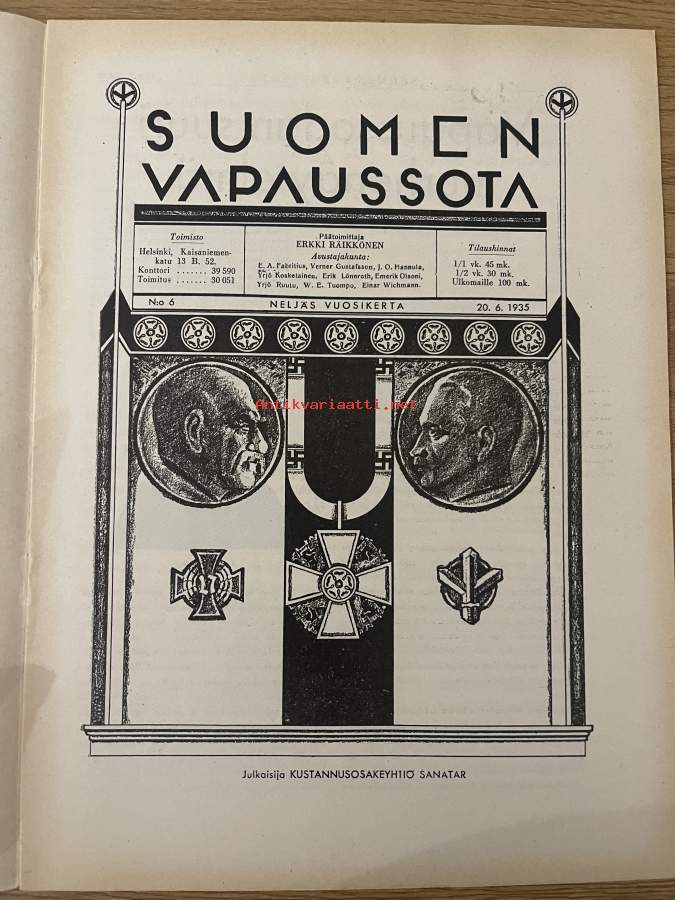 SUOMEN
VAPAUSSOTA
Toimisto
Helsinki, Kaisaniemen-
katu 13 B. 52.
Konttori ....... 39 590
Toimitus ....... 30 051
Päätoimittaja
ERKKI RÄIKKÖNEN
Avustajakunta:
E. A. Fabritius, Verner Gustafsson, J. O. Hannula,
Yrjö Koskelainen, Erik Lönnroth, Emerik Olsoni,
Yrjö Ruutu, W. E. Tuompo, Einar Wichmann.
Tilaushinnat
1/1 vk. 45 mk.
1/2 vk. 30 mk.
Ulkomaille 100 mk.
N:o 6 NELJÄS VUOSIKERTA 20. 6. 1935
Antikvariaatti.net
27
Julkaisija KUSTANNUSOSAKEYHTIÖ SANATAR